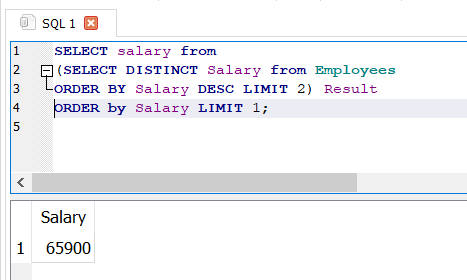 SQL 1
1 SELECT salary from
2 (SELECT DISTINCT Salary from Employees
3 ORDER BY Salary DESC LIMIT 2) Result
4 ORDER by Salary LIMIT 1;
5
Salary
1 65900